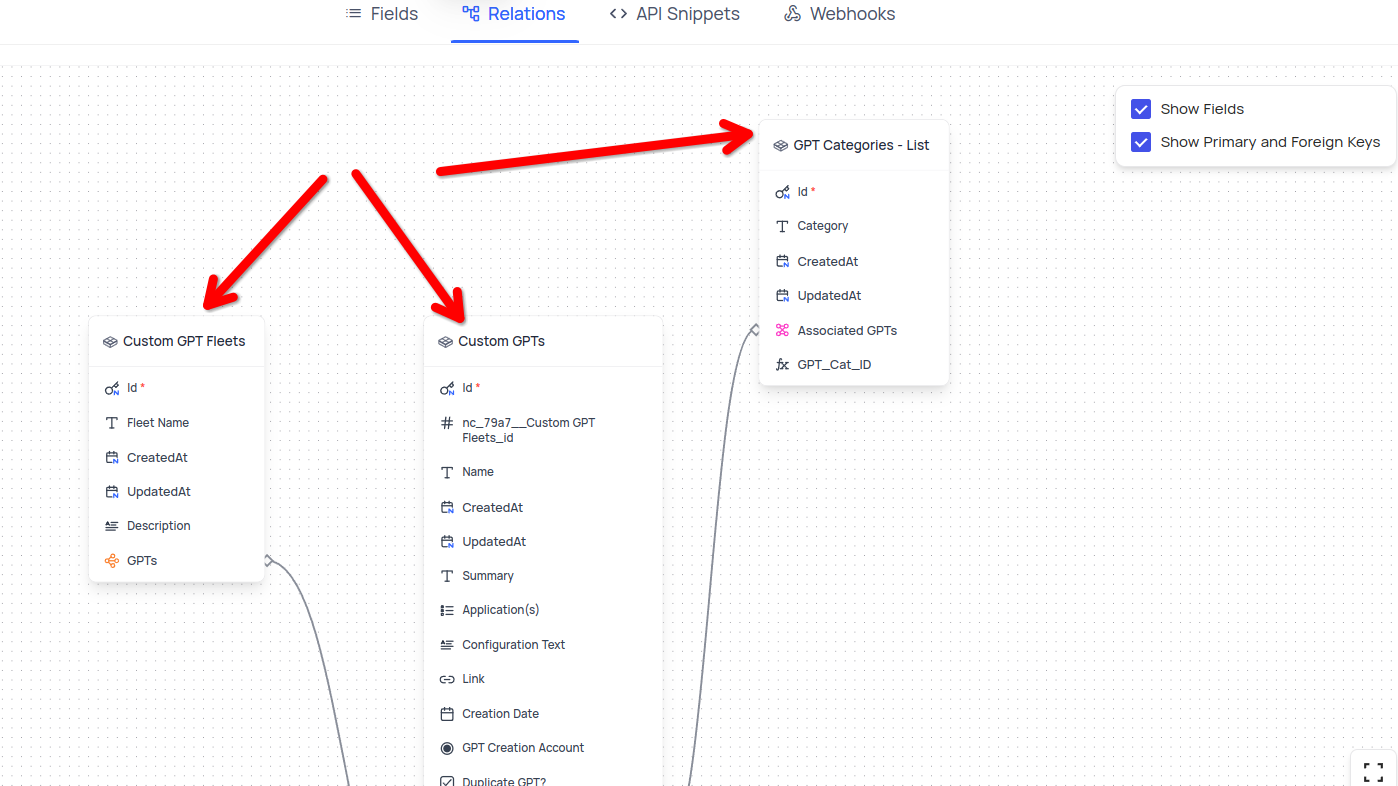 Fields
Relations
API Snippets
Webhooks
Show Fields
Show Primary and Foreign Keys
GPT Categories - List
Id *
Category
CreatedAt
UpdatedAt
Associated GPTs
GPT_Cat_ID
Custom GPT Fleets
Id *
Fleet Name
CreatedAt
UpdatedAt
Description
GPTs
Custom GPTs
Id *
nc_79a7__Custom GPT
Fleets_id
Name
CreatedAt
UpdatedAt
Summary
Application(s)
Configuration Text
Link
Creation Date
GPT Creation Account
Duplicate GPT?